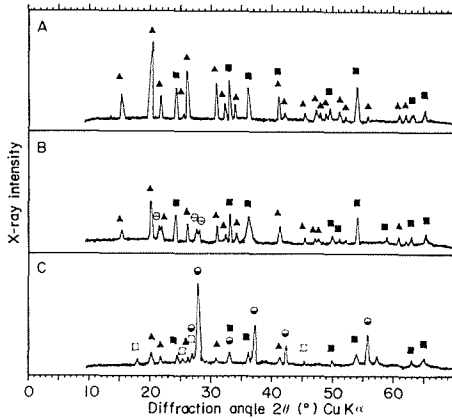 A
B
C
X-ray intensity
0 10 20 30 40 50 60
Diffraction angle 2θ (°) Cu Kα